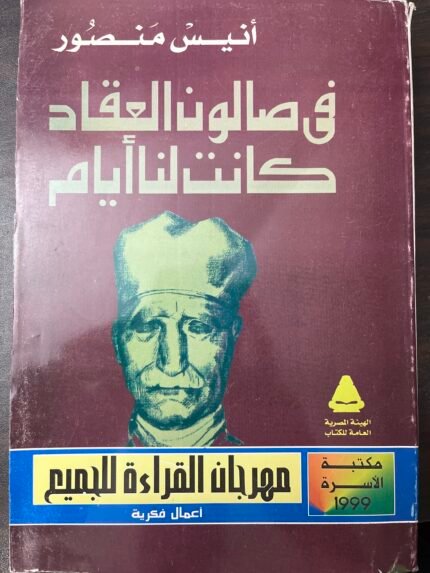 أنيس منصور
في صالون العقاد
كانت لنا أيام
الهيئة المصرية
العامة للكتاب
مهرجان القراءة للجميع
أعمال فكرية
مكتبة
الأسرة
1999